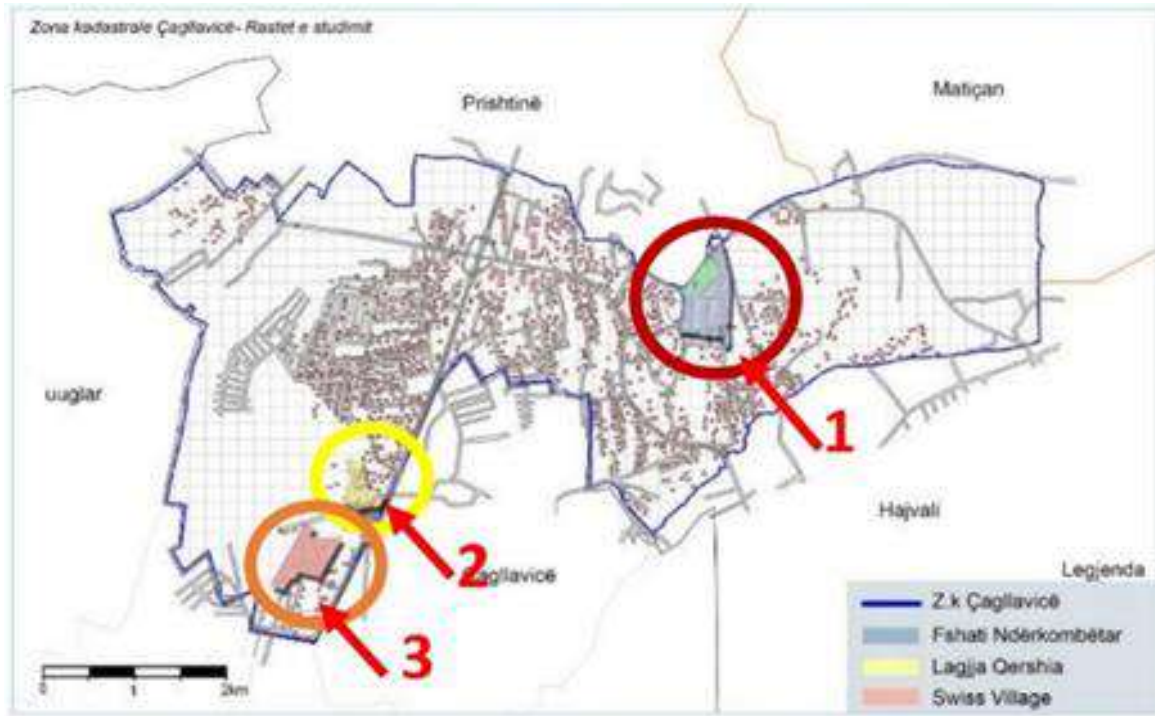 Zona kadastrale Çagllavicë- Rastet e studimit
Prishtinë
Matiçan
uuglar
1
2
Çagllavicë
3
Hajvali
Legjenda
Z.k Çagllavicë
Fshati Ndërkombëtar
Lagjja Qershia
Swiss Village
0 1 2km